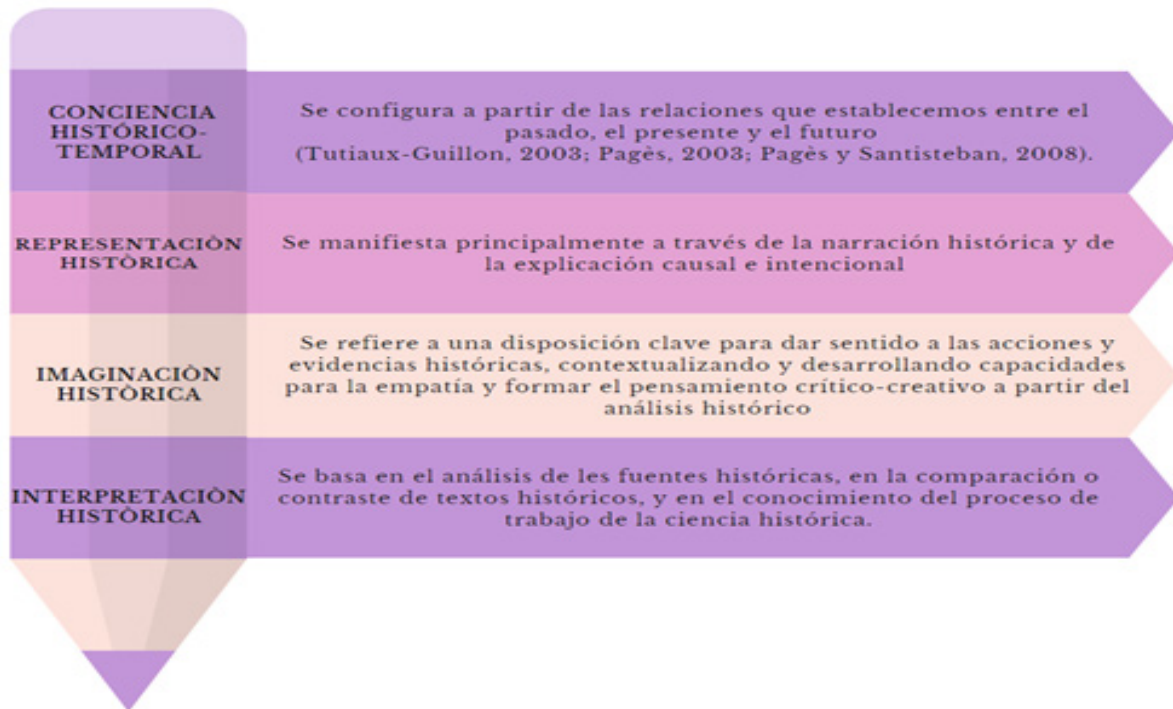 CONCIENCIA
HISTÓRICO-
TEMPORAL
Se configura a partir de las relaciones que establecemos entre el
pasado, el presente y el futuro
(Tutiaux-Guillon, 2003; Pagès, 2003; Pagès y Santisteban, 2008).
REPRESENTACIÒN
HISTÒRICA
Se manifiesta principalmente a través de la narración histórica y de
la explicación causal e intencional
IMAGINACIÒN
HISTÒRICA
Se refiere a una disposición clave para dar sentido a las acciones y
evidencias históricas, contextualizando y desarrollando capacidades
para la empatía y formar el pensamiento crítico-creativo a partir del
análisis histórico
INTERPRETACIÒN
HISTÒRICA
Se basa en el análisis de les fuentes históricas, en la comparación o
contraste de textos históricos, y en el conocimiento del proceso de
trabajo de la ciencia histórica.